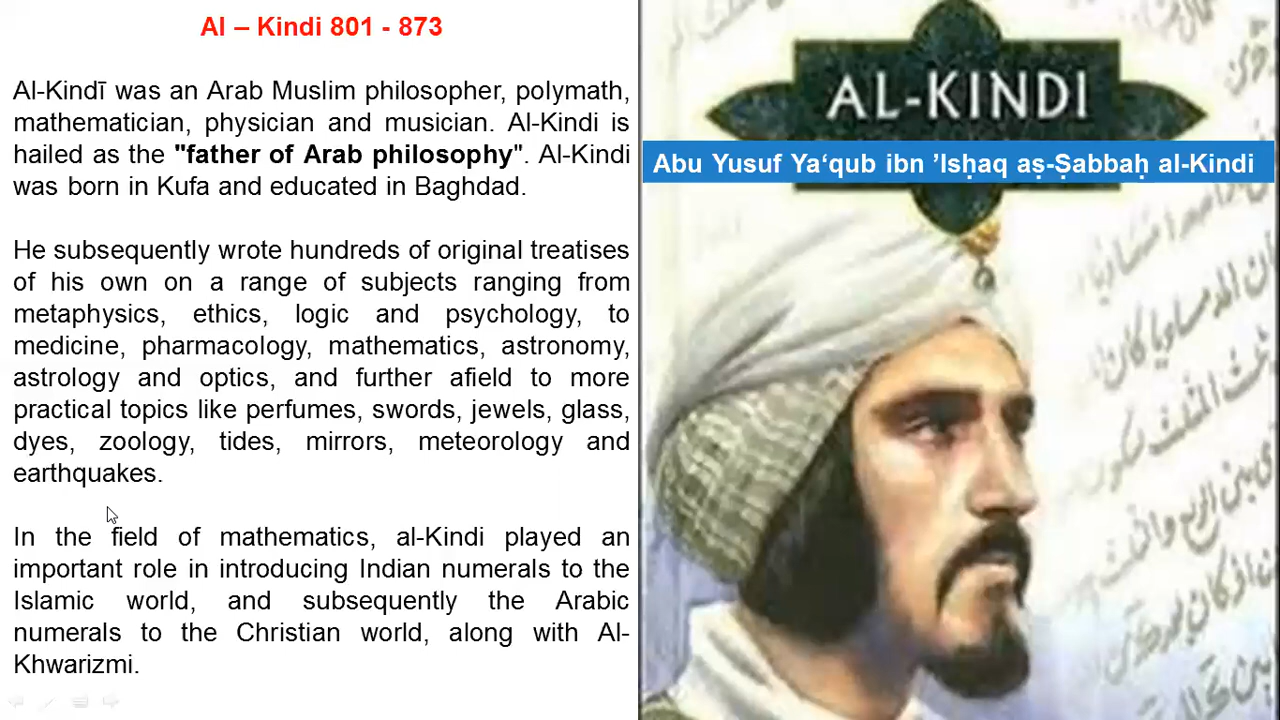 Al – Kindi 801 - 873
Al-Kindī was an Arab Muslim philosopher, polymath,
mathematician, physician and musician. Al-Kindi is
hailed as the "father of Arab philosophy". Al-Kindi
was born in Kufa and educated in Baghdad.
He subsequently wrote hundreds of original treatises
of his own on a range of subjects ranging from
metaphysics, ethics, logic and psychology, to
medicine, pharmacology, mathematics, astronomy,
astrology and optics, and further afield to more
practical topics like perfumes, swords, jewels, glass,
dyes, zoology, tides, mirrors, meteorology and
earthquakes.
In the field of mathematics, al-Kindi played an
important role in introducing Indian numerals to the
Islamic world, and subsequently the Arabic
numerals to the Christian world, along with Al-
Khwarizmi.
AL-KINDI
Abu Yusuf Ya‘qub ibn ’Isḥaq aṣ-Ṣabbaḥ al-Kindi